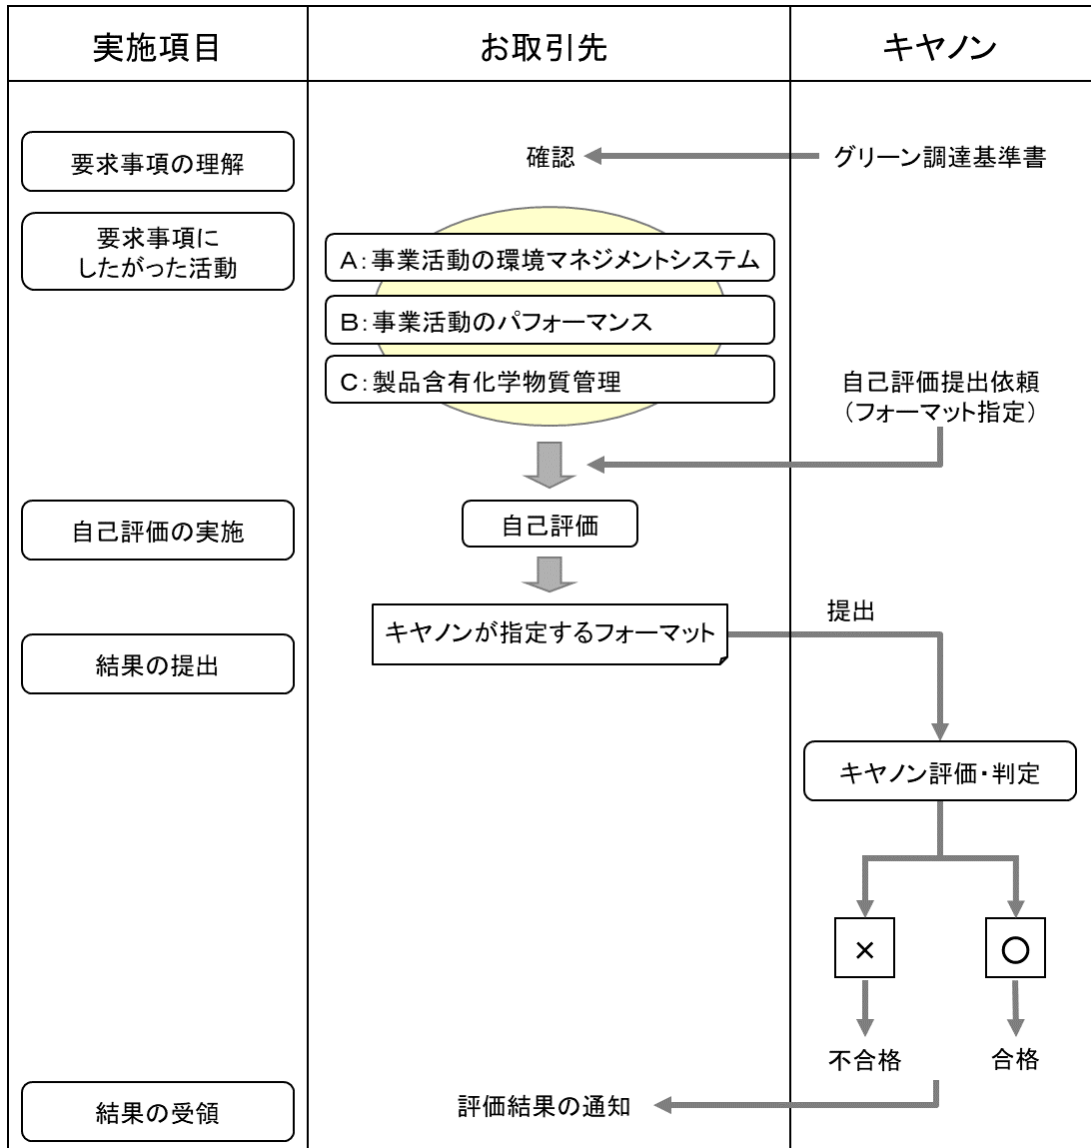 実施項目
お取引先
キヤノン
要求事項の理解
確認
グリーン調達基準書
要求事項に
したがった活動
A:事業活動の環境マネジメントシステム
B:事業活動のパフォーマンス
C:製品含有化学物質管理
自己評価提出依頼
(フォーマット指定)
自己評価の実施
自己評価
キヤノンが指定するフォーマット
提出
結果の提出
キヤノン評価・判定
×
○
不合格
合格
結果の受領
評価結果の通知